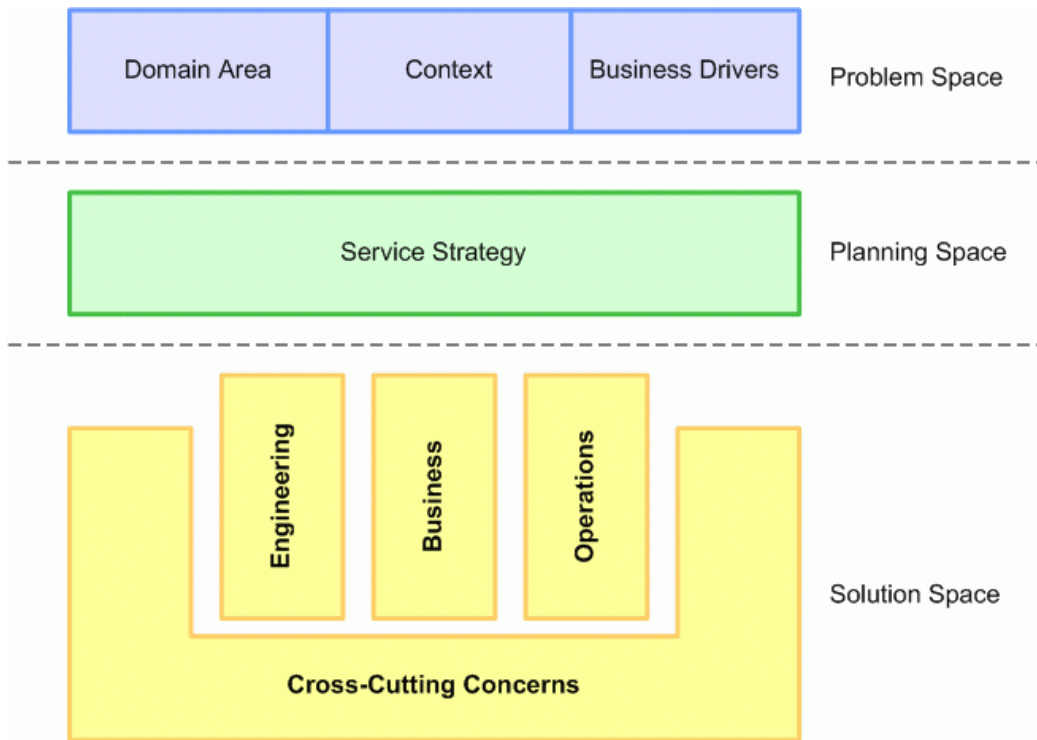 Domain Area
Context
Business Drivers
Problem Space
Service Strategy
Planning Space
Engineering
Business
Operations
Solution Space
Cross-Cutting Concerns